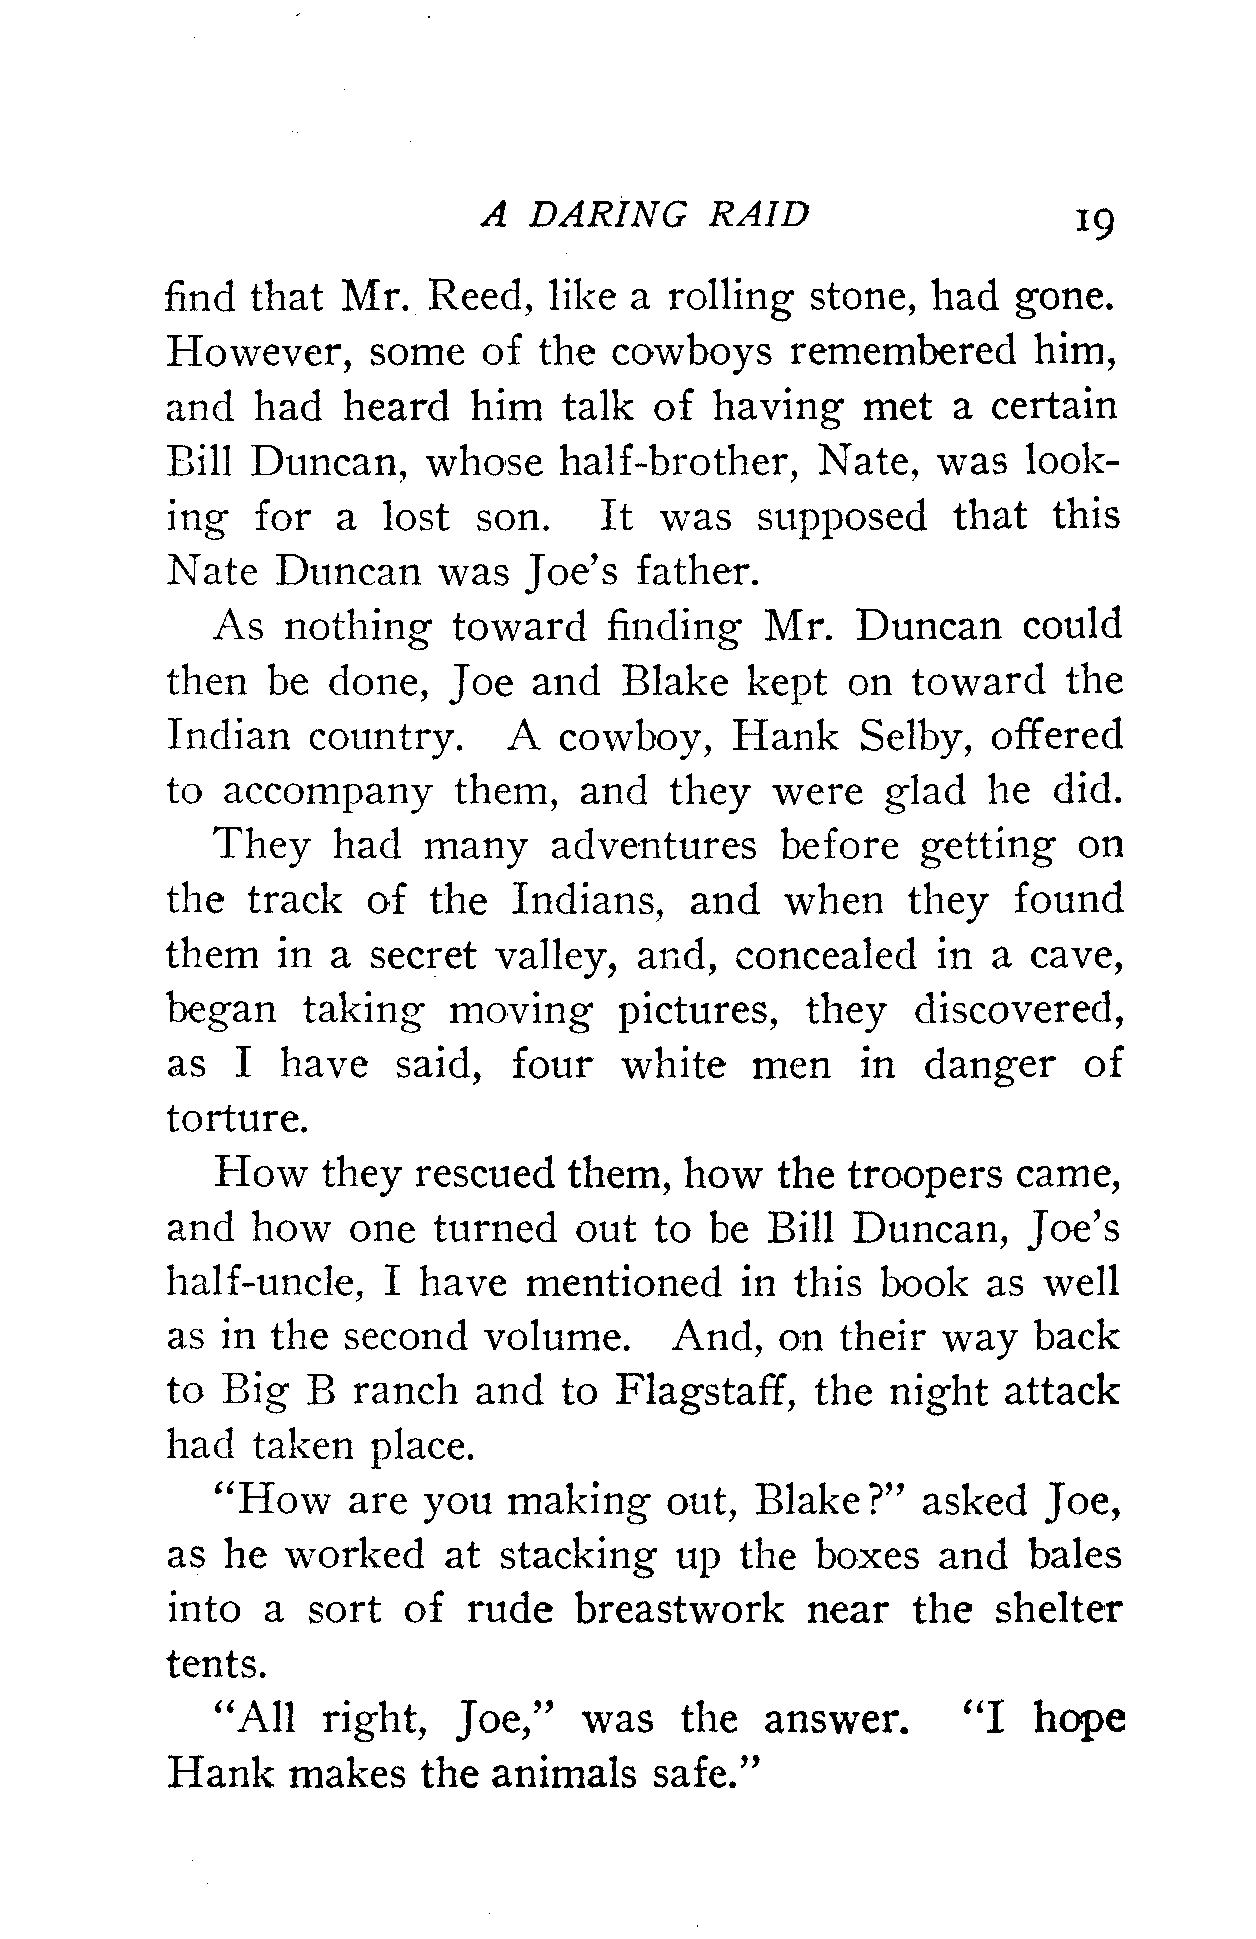 A DARING RAID 19
find that Mr. Reed, like a rolling stone, had gone.
However, some of the cowboys remembered him,
and had heard him talk of having met a certain
Bill Duncan, whose half-brother, Nate, was look-
ing for a lost son. It was supposed that this
Nate Duncan was Joe's father.
As nothing toward finding Mr. Duncan could
then be done, Joe and Blake kept on toward the
Indian country. A cowboy, Hank Selby, offered
to accompany them, and they were glad he did.
They had many adventures before getting on
the track of the Indians, and when they found
them in a secret valley, and, concealed in a cave,
began taking moving pictures, they discovered,
as I have said, four white men in danger of
torture.
How they rescued them, how the troopers came,
and how one turned out to be Bill Duncan, Joe's
half-uncle, I have mentioned in this book as well
as in the second volume. And, on their way back
to Big B ranch and to Flagstaff, the night attack
had taken place.
"How are you making out, Blake?" asked Joe,
as he worked at stacking up the boxes and bales
into a sort of rude breastwork near the shelter
tents.
"All right, Joe," was the answer. "I hope
Hank makes the animals safe."